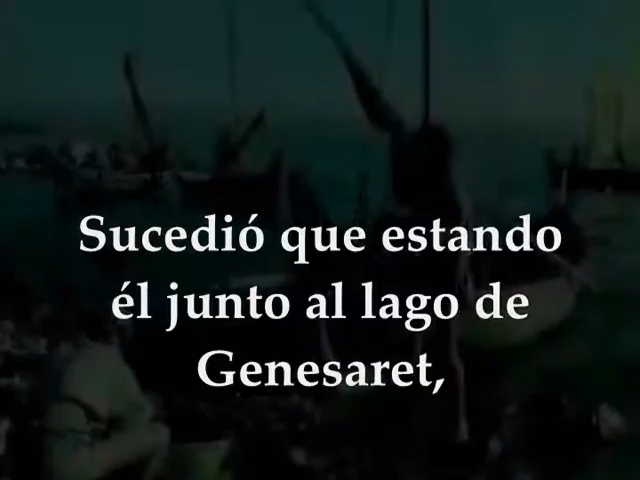 Sucedió que estando
él junto al lago de
Genesaret,